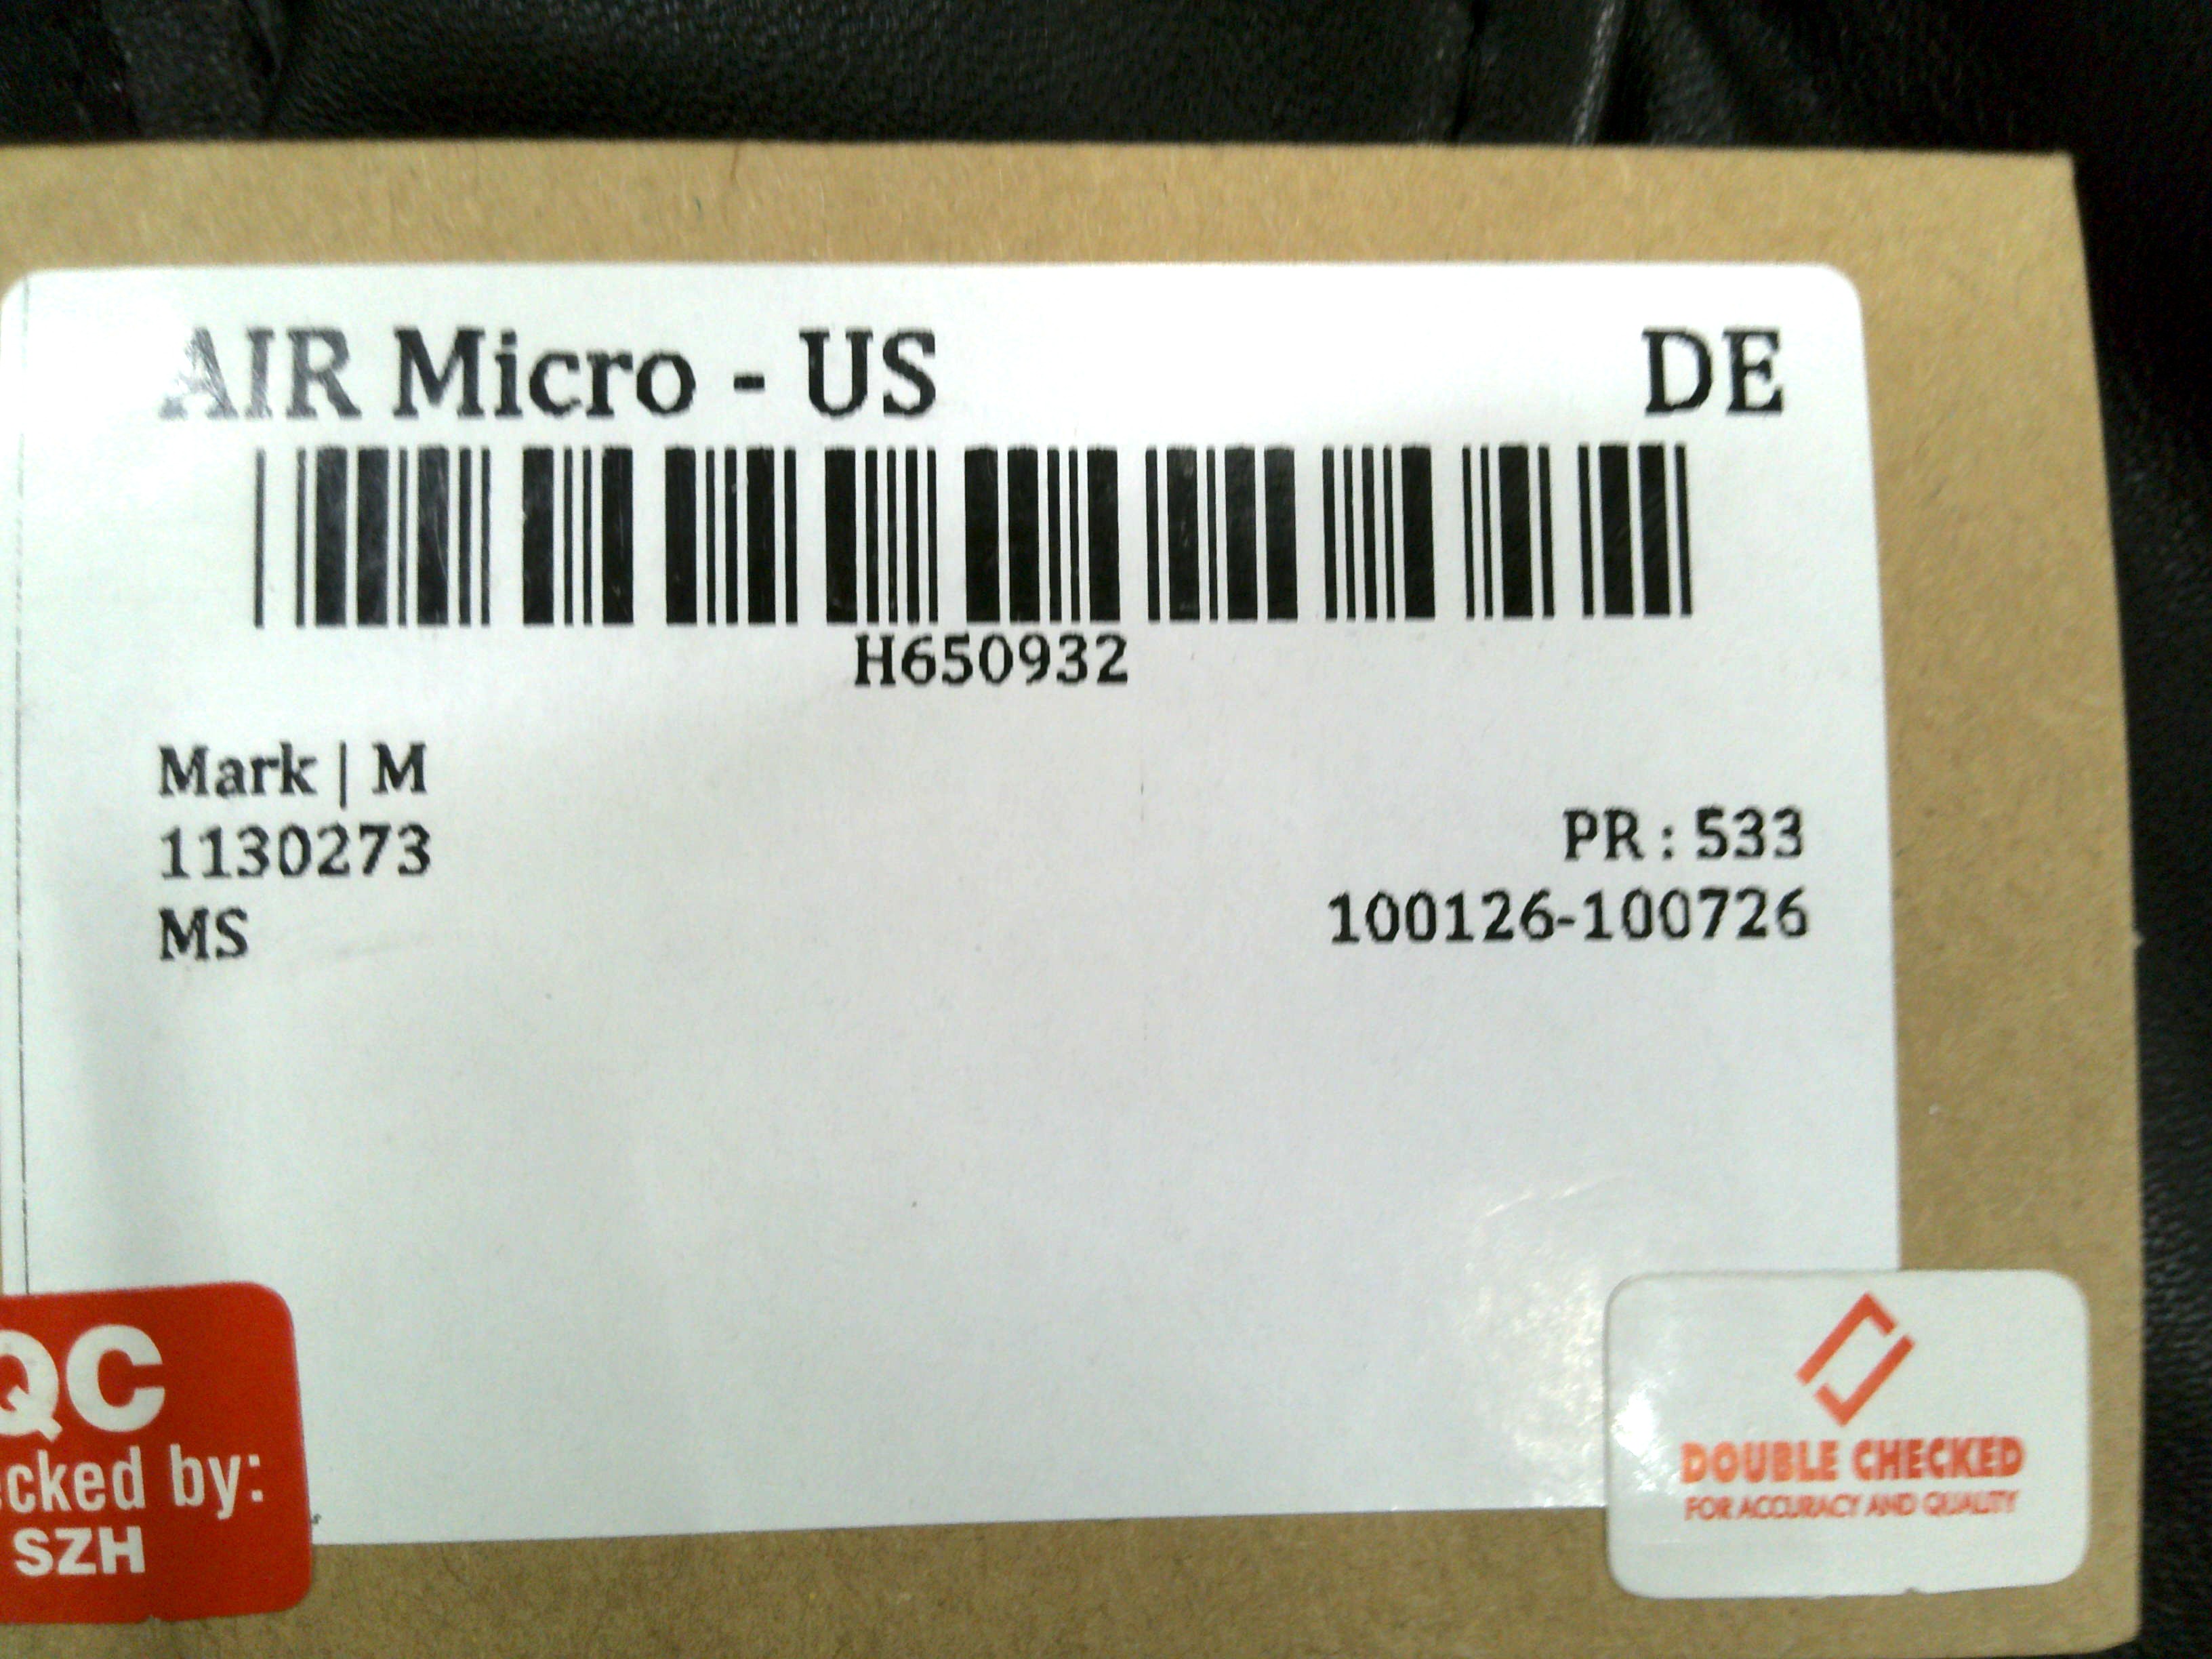 AIR Micro - US DE
H650932
Mark | M
1130273
MS
PR : 533
100126-100726
QC
cked by:
SZH
DOUBLE CHECKED
FOR ACCURACY AND QUALITY